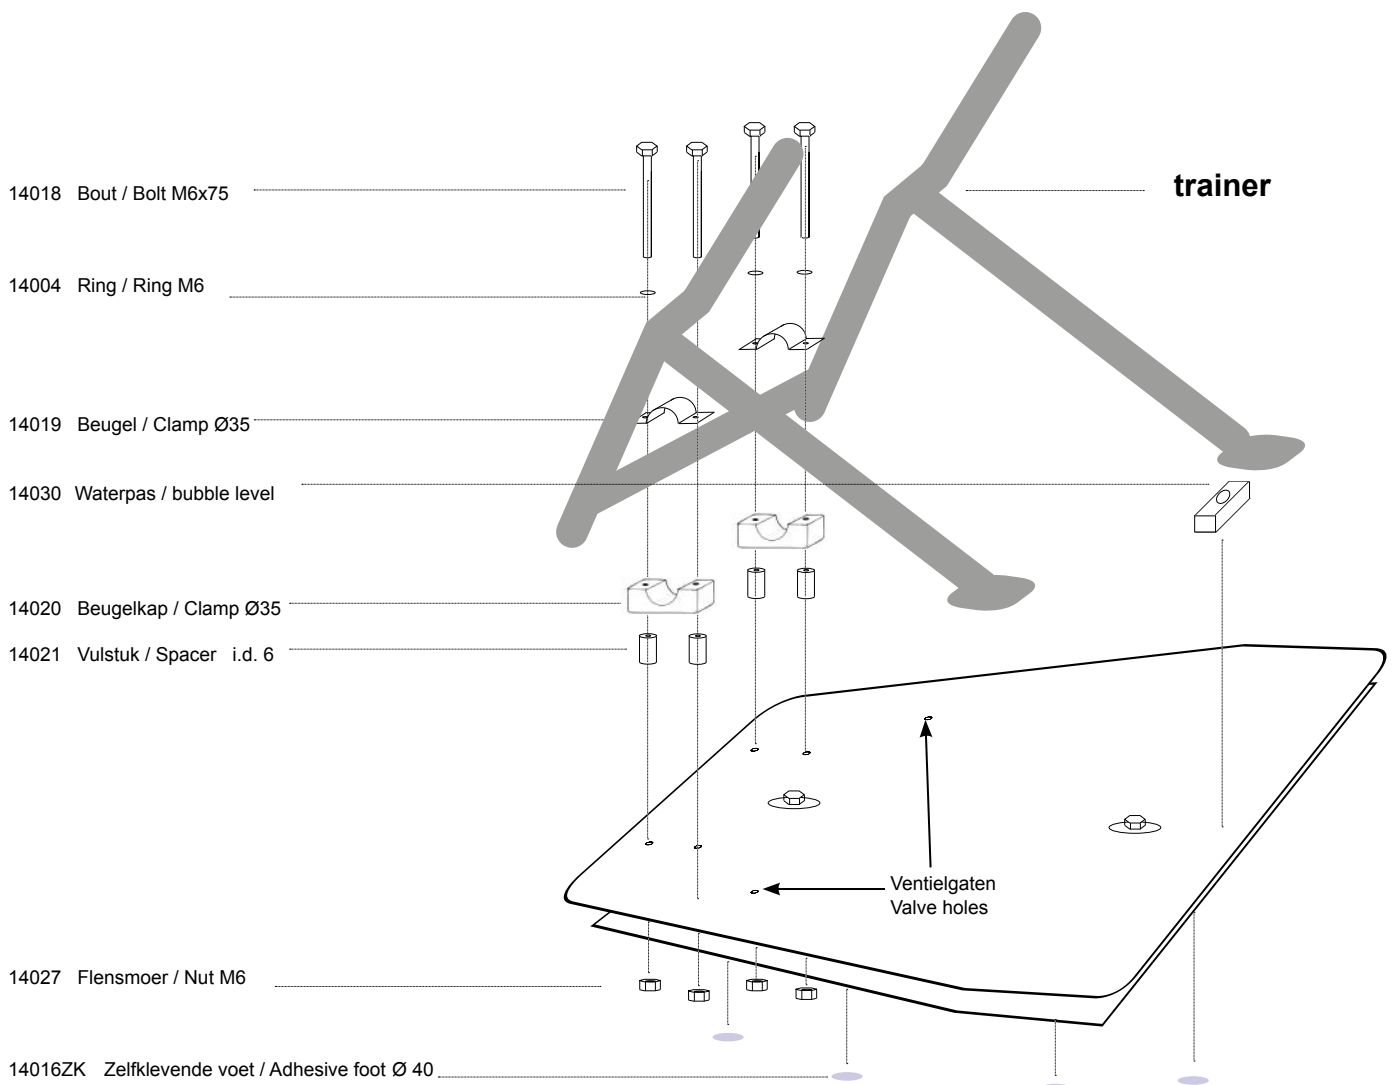 14018 Bout / Bolt M6x75
trainer
14004 Ring / Ring M6
14019 Beugel / Clamp Ø35
14030 Waterpas / bubble level
14020 Beugelkap / Clamp Ø35
14021 Vulstuk / Spacer i.d. 6
Ventielgaten
Valve holes
14027 Flensmoer / Nut M6
14016ZK Zelfklevende voet / Adhesive foot Ø 40